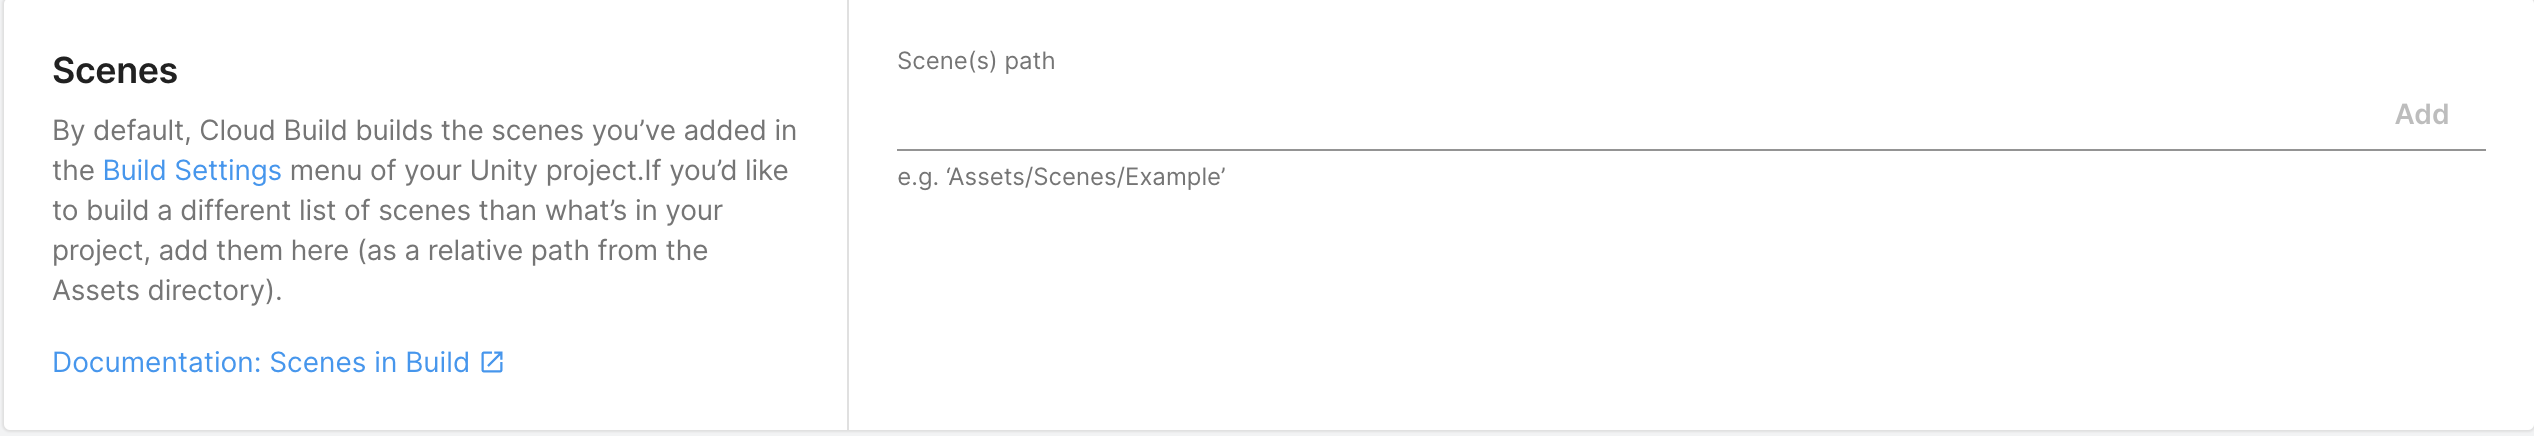 Scenes
By default, Cloud Build builds the scenes you’ve added in
the Build Settings menu of your Unity project.If you’d like
to build a different list of scenes than what’s in your
project, add them here (as a relative path from the
Assets directory).
Documentation: Scenes in Build
Scene(s) path
Add
e.g. ‘Assets/Scenes/Example’